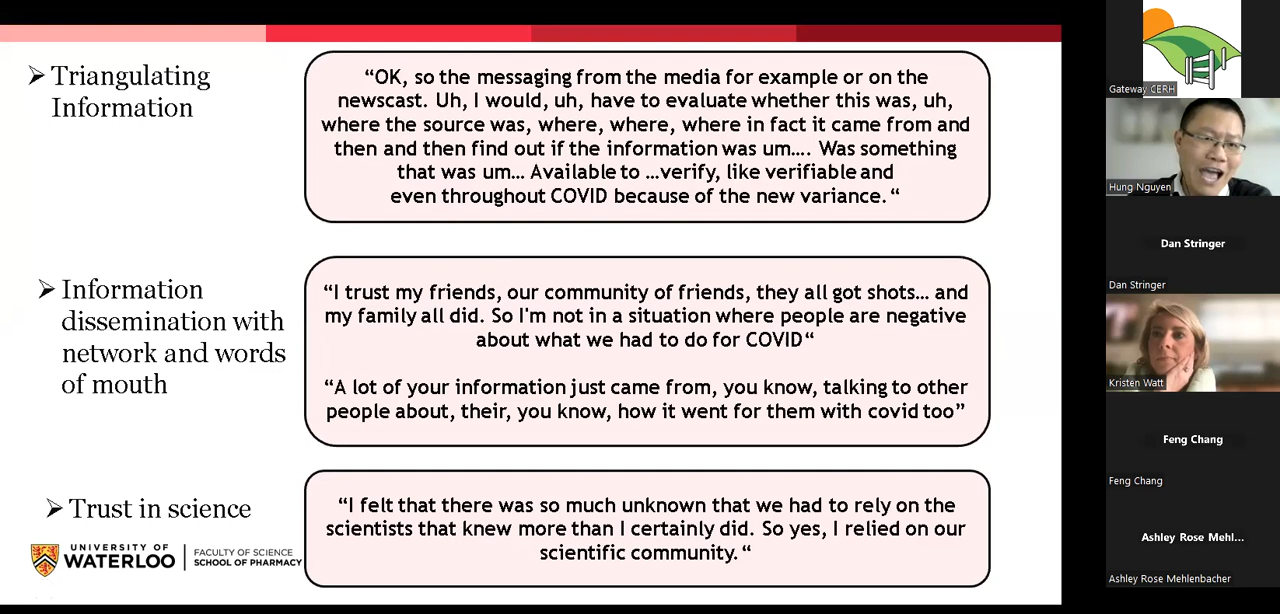 Triangulating
Information
“OK, so the messaging from the media for example or on the
newscast. Uh, I would, uh, have to evaluate whether this was, uh,
where the source was, where, where, where in fact it came from and
then and then find out if the information was um…. Was something
that was um… Available to …verify, like verifiable and
even throughout COVID because of the new variance. “
Information
dissemination with
network and words
of mouth
“I trust my friends, our community of friends, they all got shots… and
my family all did. So I'm not in a situation where people are negative
about what we had to do for COVID“
“A lot of your information just came from, you know, talking to other
people about, their, you know, how it went for them with covid too”
Trust in science
“I felt that there was so much unknown that we had to rely on the
scientists that knew more than I certainly did. So yes, I relied on our
scientific community. “
UNIVERSITY OF
WATERLOO
FACULTY OF SCIENCE
SCHOOL OF PHARMACY
Gateway CERH
Hung Nguyen
Dan Stringer
Dan Stringer
Kristen Watt
Feng Chang
Feng Chang
Ashley Rose Mehl...
Ashley Rose Mehlenbacher